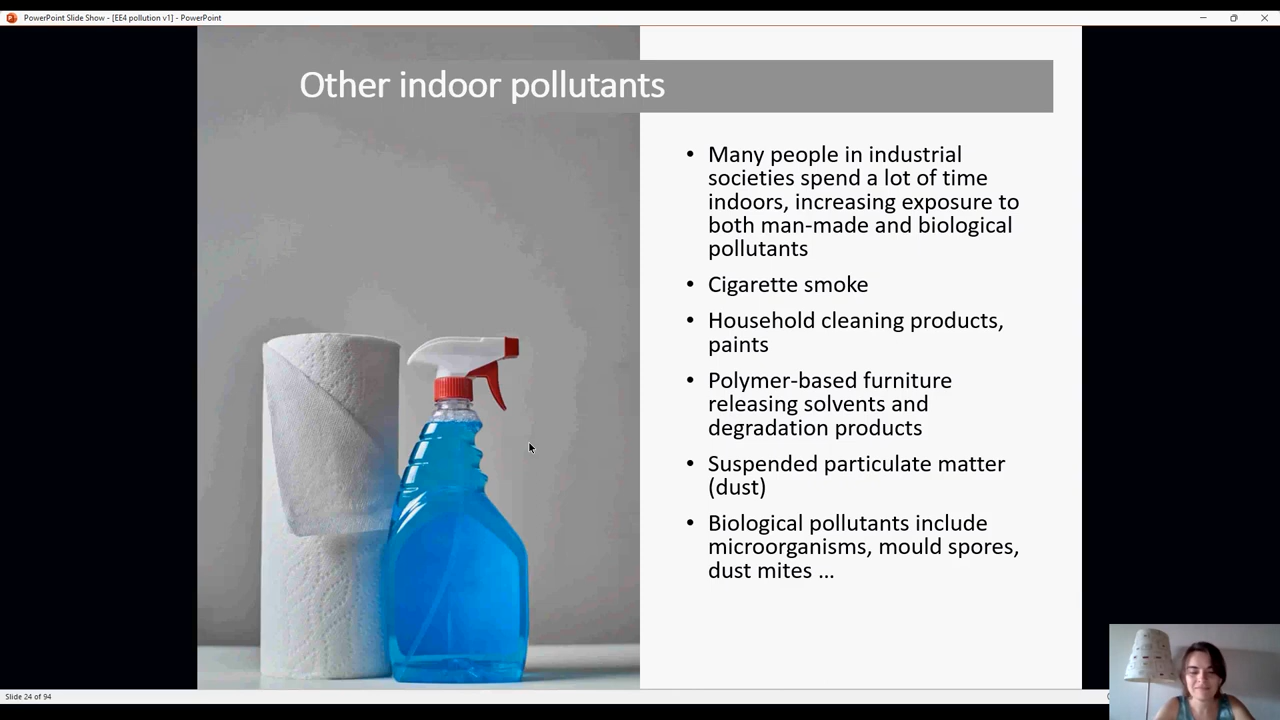 PowerPoint Slide Show - [EE4 pollution v1] - PowerPoint
Other indoor pollutants
• Many people in industrial
societies spend a lot of time
indoors, increasing exposure to
both man-made and biological
pollutants
• Cigarette smoke
• Household cleaning products,
paints
• Polymer-based furniture
releasing solvents and
degradation products
• Suspended particulate matter
(dust)
• Biological pollutants include
microorganisms, mould spores,
dust mites ...
Slide 24 of 94